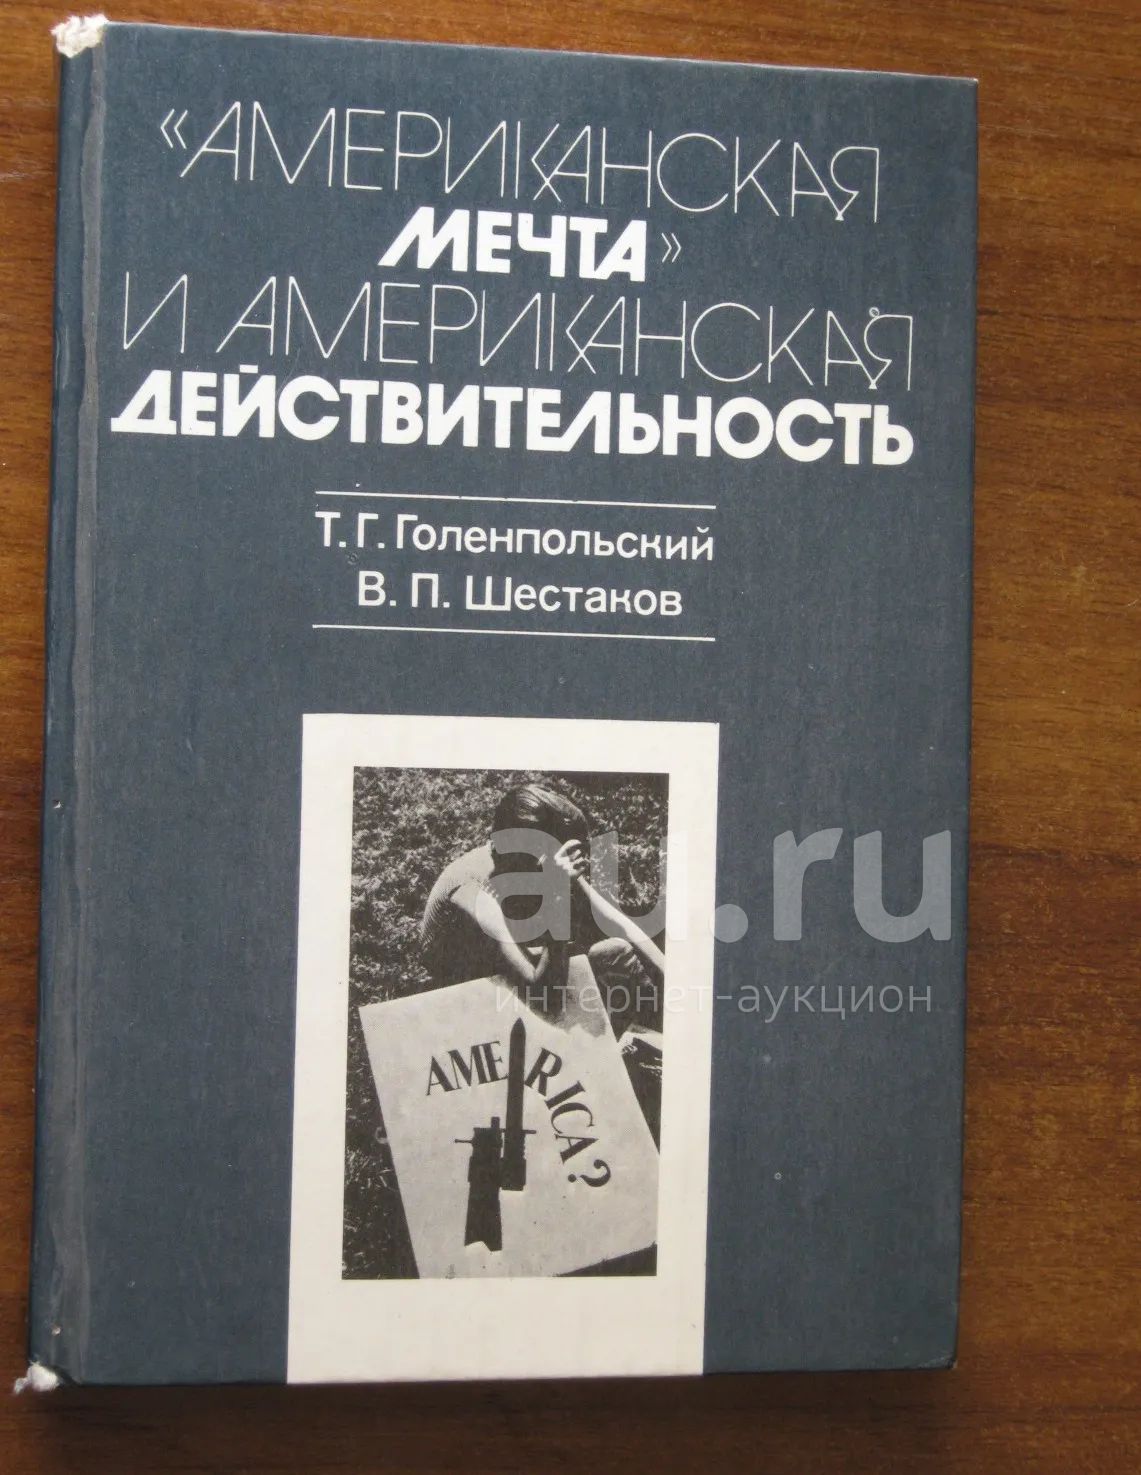 «АМЕРИКАНСКАЯ
МЕЧТА»
И АМЕРИКАНСКАЯ
ДЕЙСТВИТЕЛЬНОСТЬ
Т. Г. Голенпольский
В. П. Шестаков
au.ru
интернет-аукцион
AMERICA?